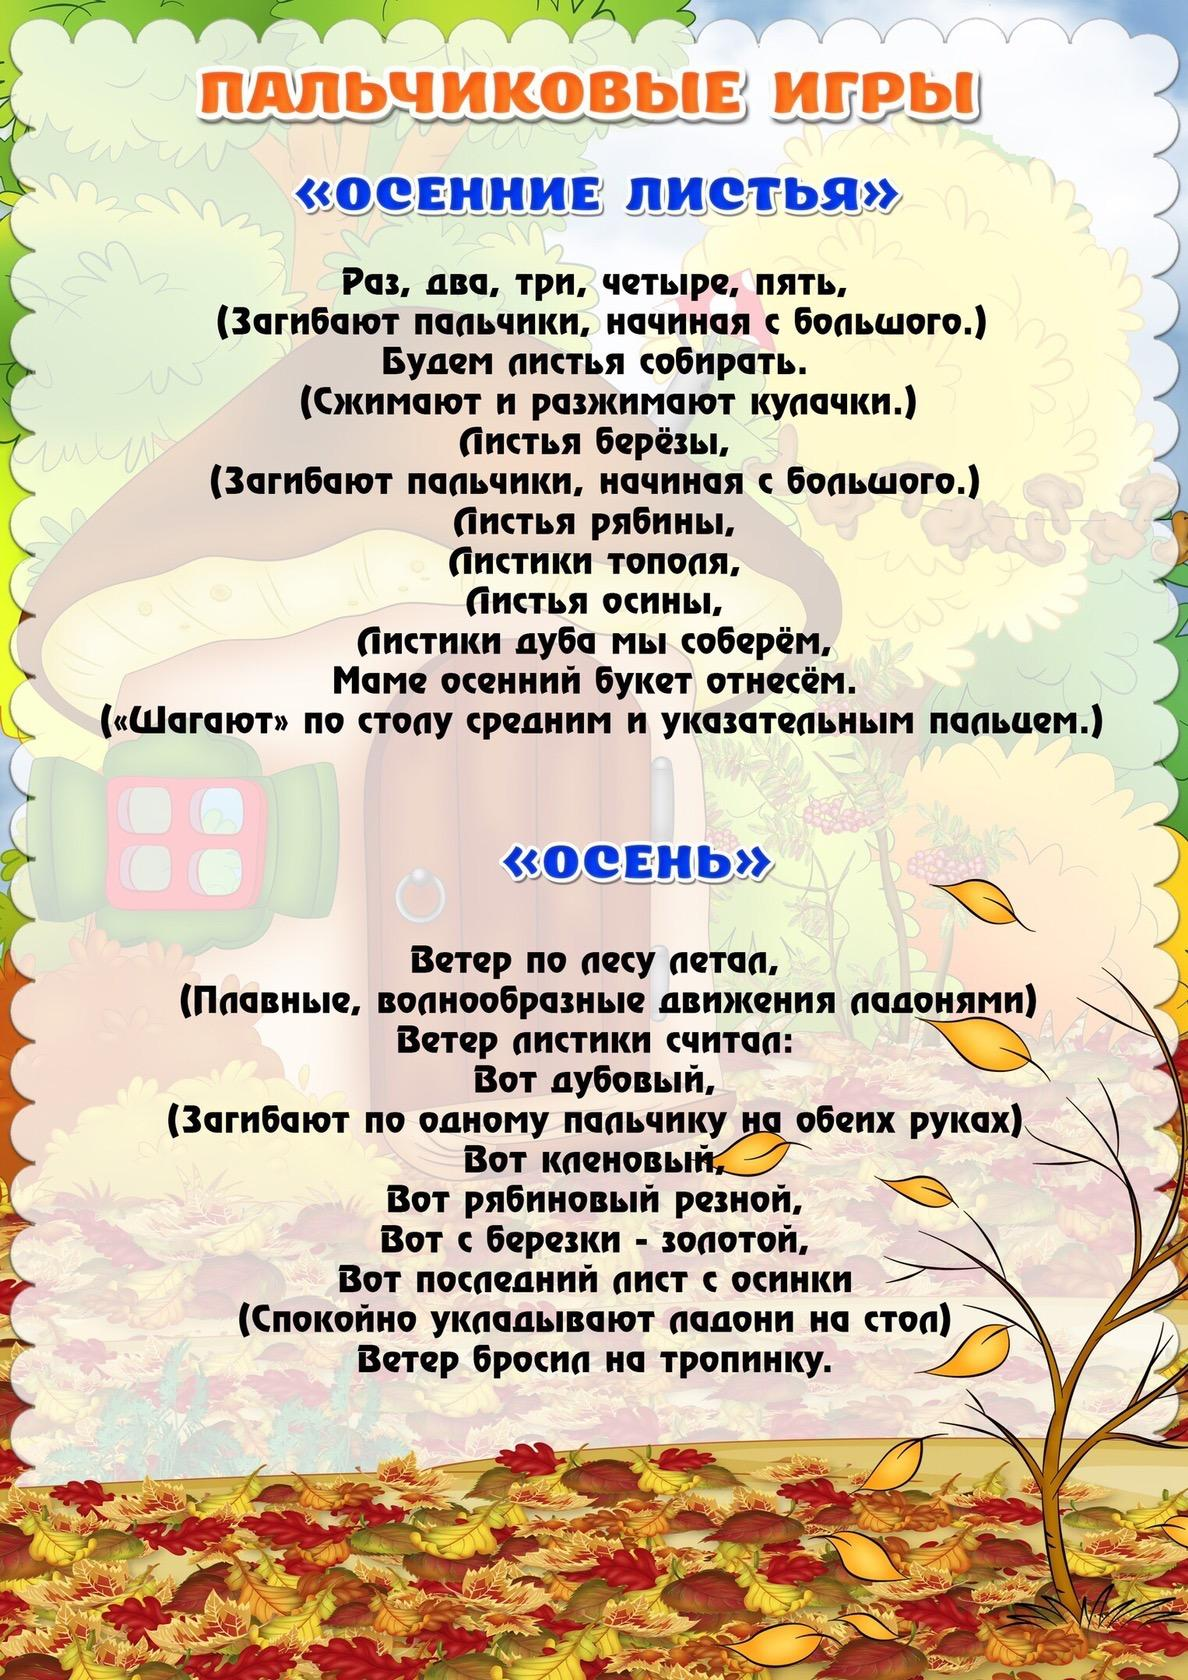 ПАЛЬЧИКОВЫЕ ИГРЫ
«ОСЕННИЕ ЛИСТЬЯ»
Раз, два, три, четыре, пять,
(Загибают пальчики, начиная с большого.)
Будем листья собирать.
(Сжимают и разжимают кулачки.)
Листья берёзы,
(Загибают пальчики, начиная с большого.)
Листья рябины,
Листики тополя,
Листья осины,
Листики дуба мы соберём,
Маме осенний букет отнесём.
(«Шагают» по столу средним и указательным пальцем.)
«ОСЕНЬ»
Ветер по лесу летал,
(Плавные, волнообразные движения ладонями)
Ветер листики считал:
Вот дубовый,
(Загибают по одному пальчику на обеих руках)
Вот кленовый,
Вот рябиновый резной,
Вот с березки - золотой,
Вот последний лист с осинки
(Спокойно укладывают ладони на стол)
Ветер бросил на тропинку.